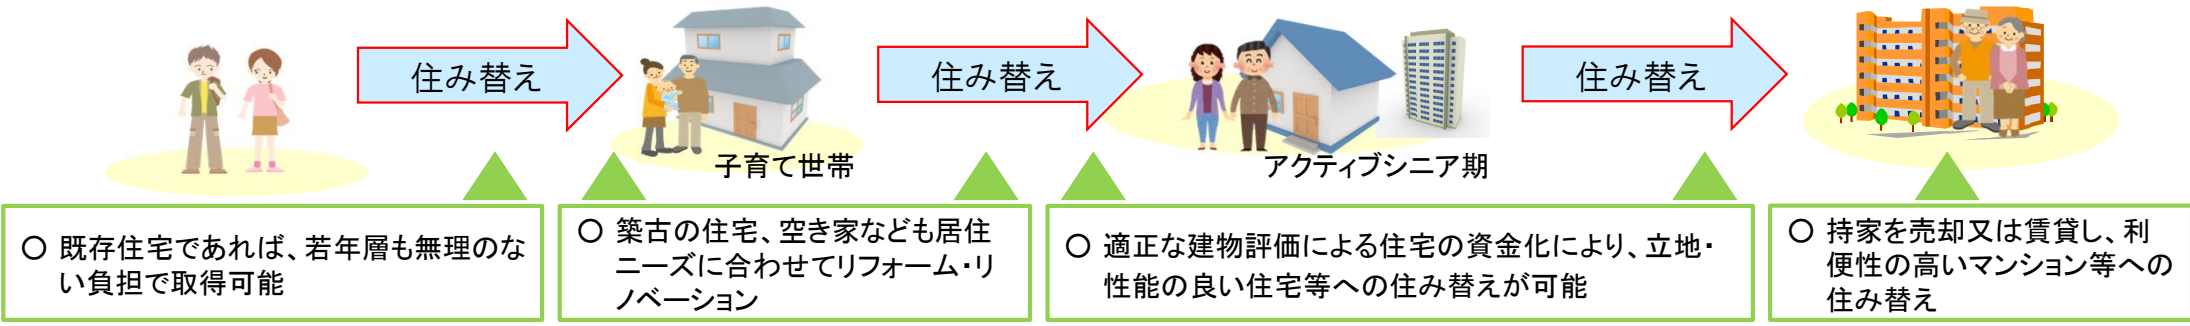 住み替え
住み替え
住み替え
子育て世帯
アクティブシニア期
○ 既存住宅であれば、若年層も無理のな
い負担で取得可能
○ 築古の住宅、空き家なども居住
ニーズに合わせてリフォーム・リ
ノベーション
○ 適正な建物評価による住宅の資金化により、立地・
性能の良い住宅等への住み替えが可能
○ 持家を売却又は賃貸し、利
便性の高いマンション等への
住み替え